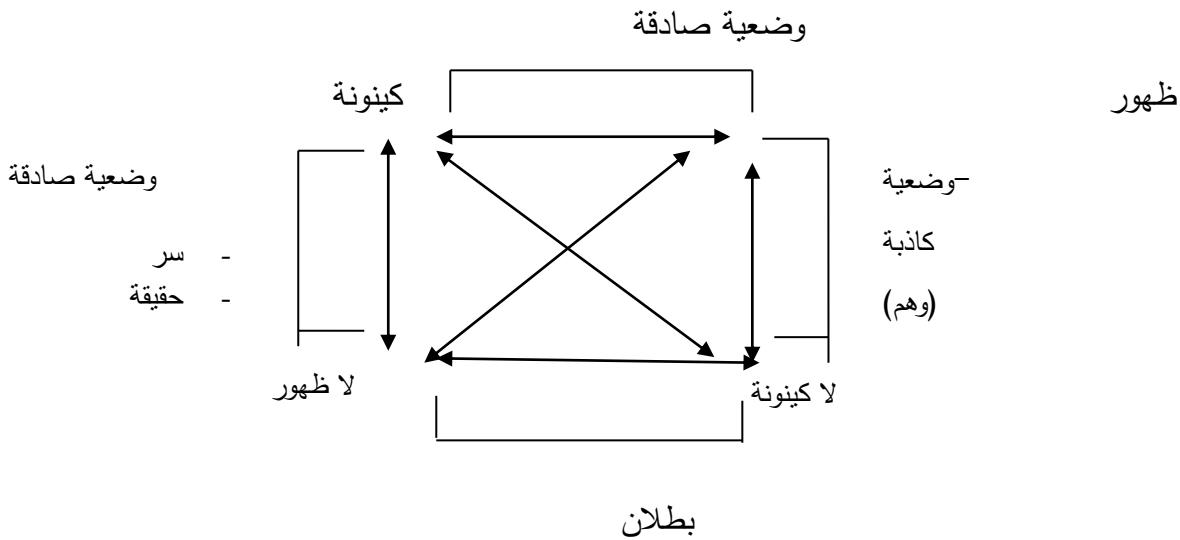 وضعية صادقة
ظهور
كينونة
وضعية صادقة
- سر
- حقيقة
–وضعية
كاذبة
(وهم)
لا كينونة
لا ظهور
بطلان